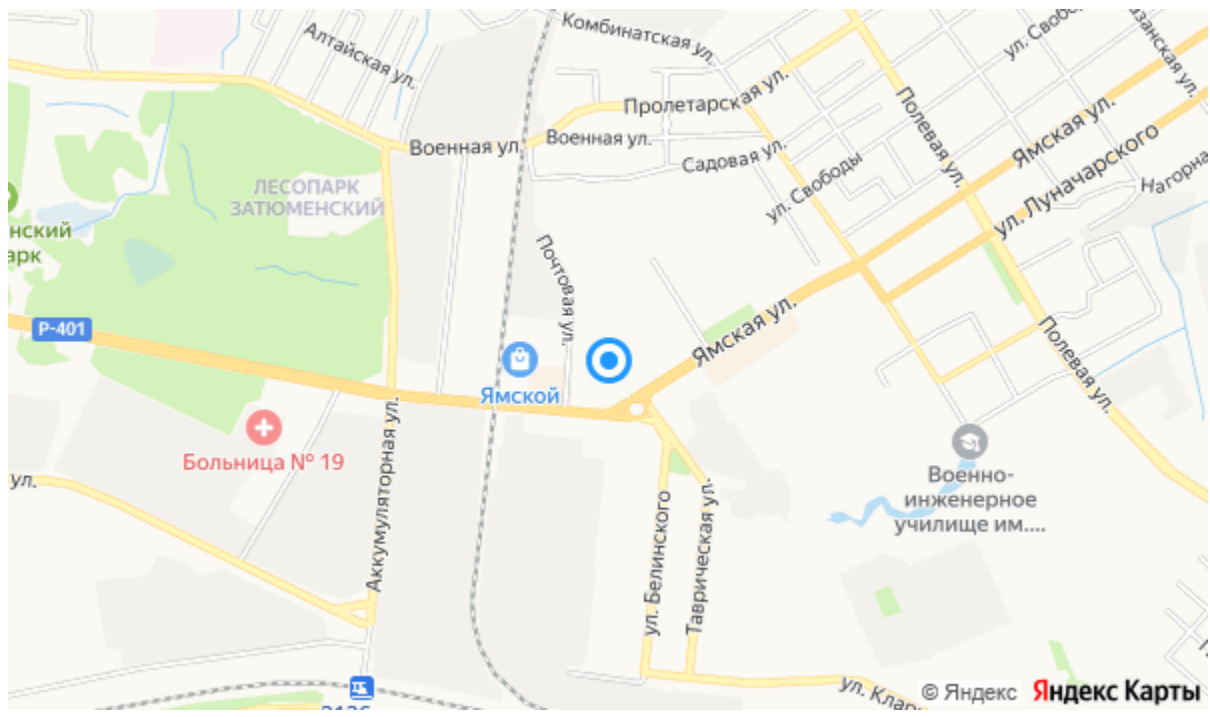 Комбинатская ул.
ул. Свобо
занская ул.
Алтайская ул.
Пролетарская ул.
Полевая ул.
Ямская ул.
Военная ул.
Военная ул.
Садовая ул.
ул. Свободы
ул. Луначарского
Нагорна
ЛЕСОПАРК
ЗАТЮМЕНСКИЙ
нский
арк
Почтовая ул.
Р-401
Ямская ул.
Полевая ул.
Ямской
Больница № 19
Аккумуляторная ул.
ул.
Военно-
инженерное
училище им....
ул. Белинского
Таврическая ул.
ул. Клары
© Яндекс Яндекс Карты